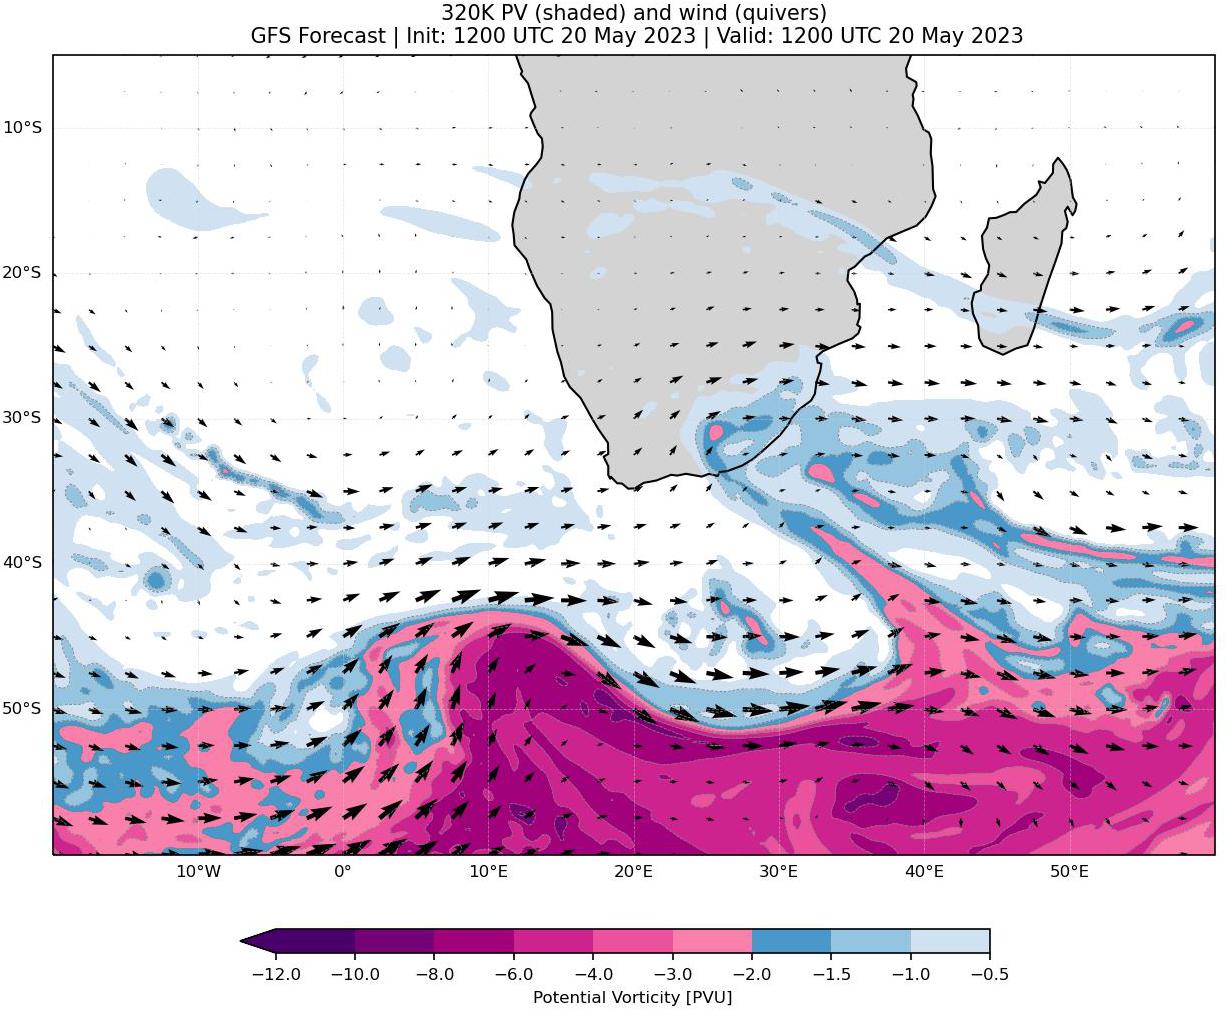 320K PV (shaded) and wind (quivers)
GFS Forecast | Init: 1200 UTC 20 May 2023 | Valid: 1200 UTC 20 May 2023
10°S
20°S
30°S
40°S
50°S
10°W 0° 10°E 20°E 30°E 40°E 50°E
−12.0 −10.0 −8.0 −6.0 −4.0 −3.0 −2.0 −1.5 −1.0 −0.5
Potential Vorticity [PVU]